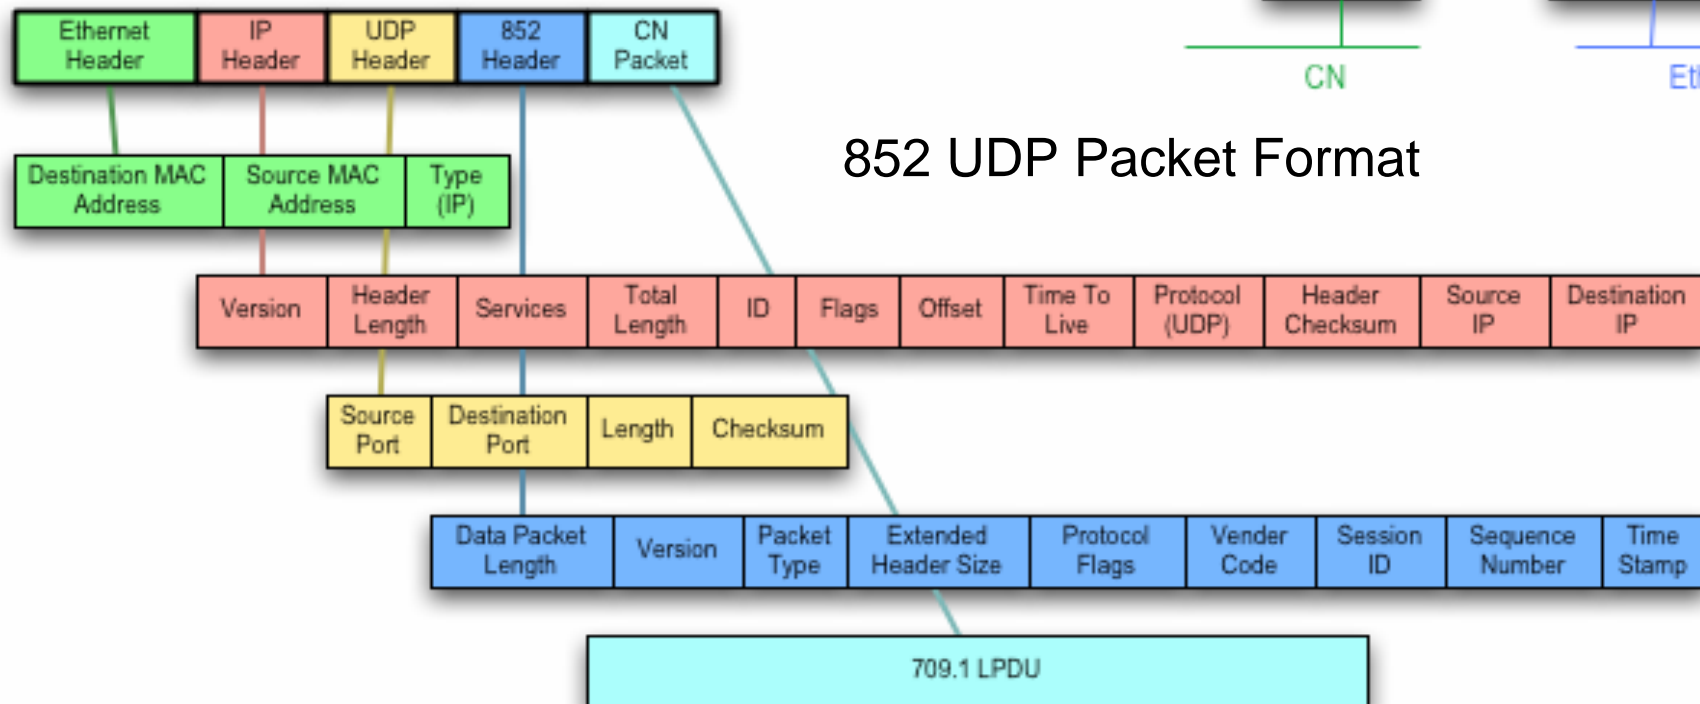 Ethernet
Header
IP
Header
UDP
Header
852
Header
CN
Packet
CN
852 UDP Packet Format
Destination MAC
Address
Source MAC
Address
Type
(IP)
Version
Header
Length
Services
Total
Length
ID
Flags
Offset
Time To
Live
Protocol
(UDP)
Header
Checksum
Source
IP
Destination
IP
Source
Port
Destination
Port
Length
Checksum
Data Packet
Length
Version
Packet
Type
Extended
Header Size
Protocol
Flags
Vender
Code
Session
ID
Sequence
Number
Time
Stamp
709.1 LPDU